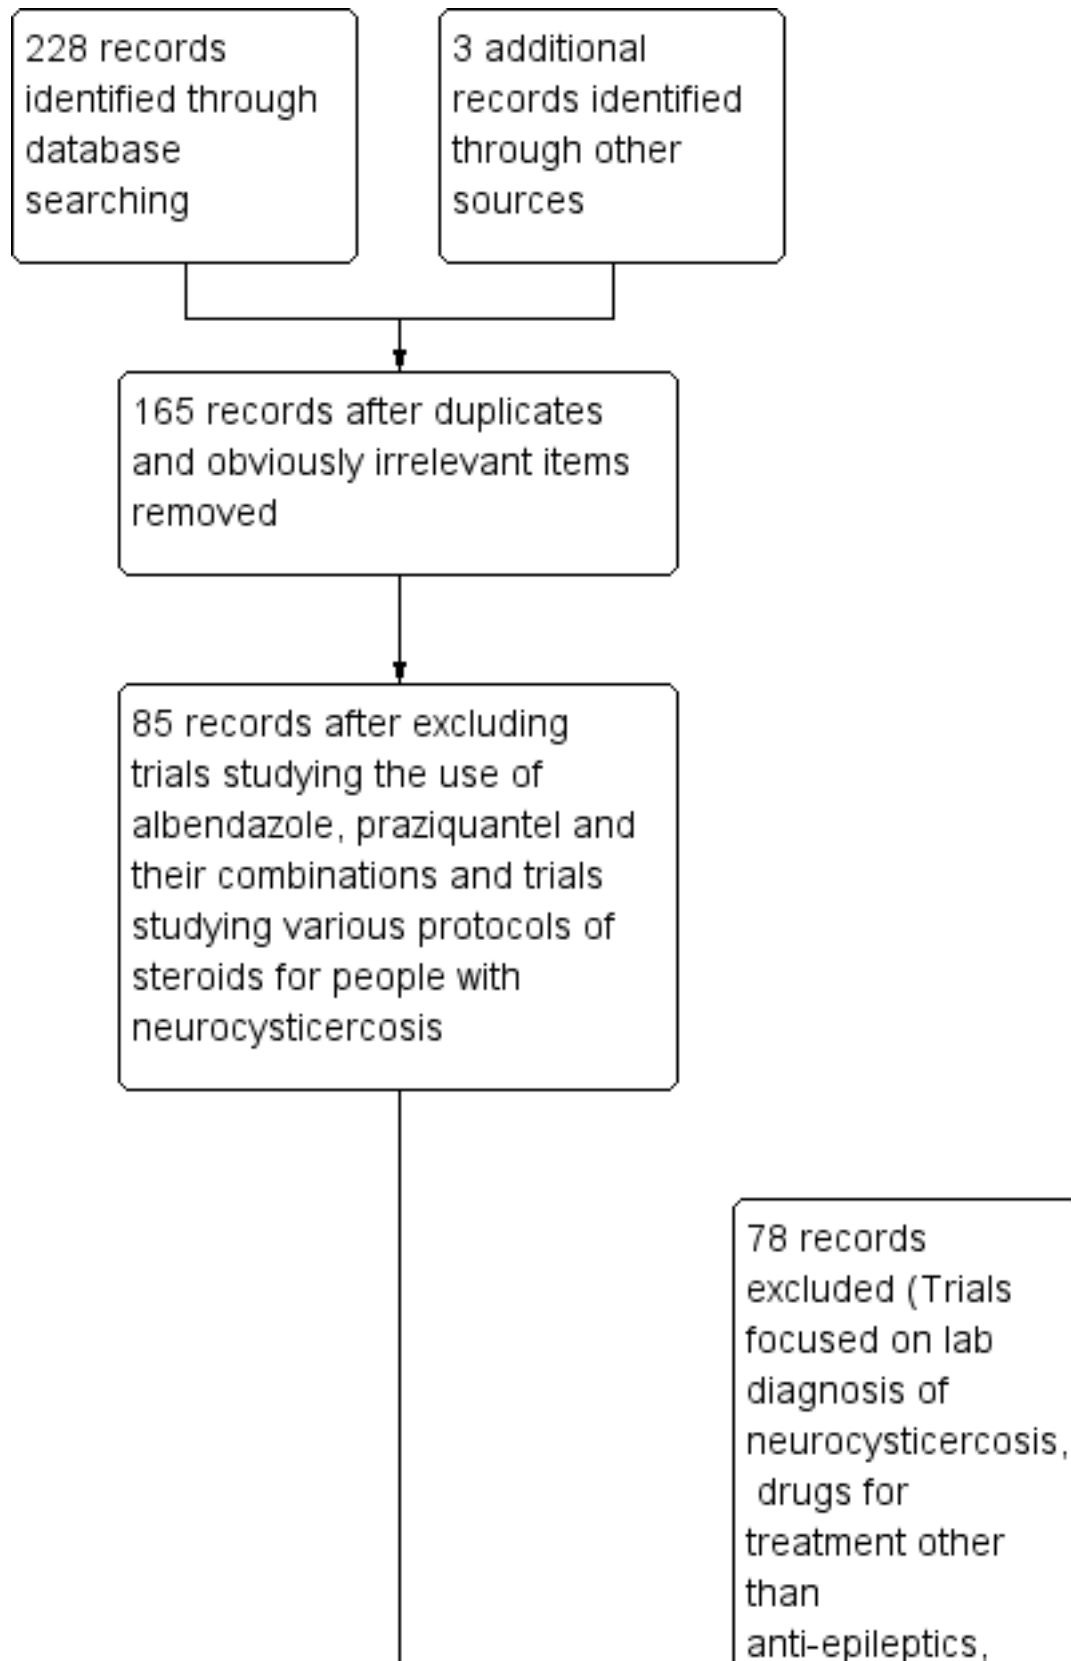 228 records
identified through
database
searching
3 additional
records identified
through other
sources
165 records after duplicates
and obviously irrelevant items
removed
85 records after excluding
trials studying the use of
albendazole, praziquantel and
their combinations and trials
studying various protocols of
steroids for people with
neurocysticercosis
78 records
excluded (Trials
focused on lab
diagnosis of
neurocysticercosis,
drugs for
treatment other
than
anti-epileptics,